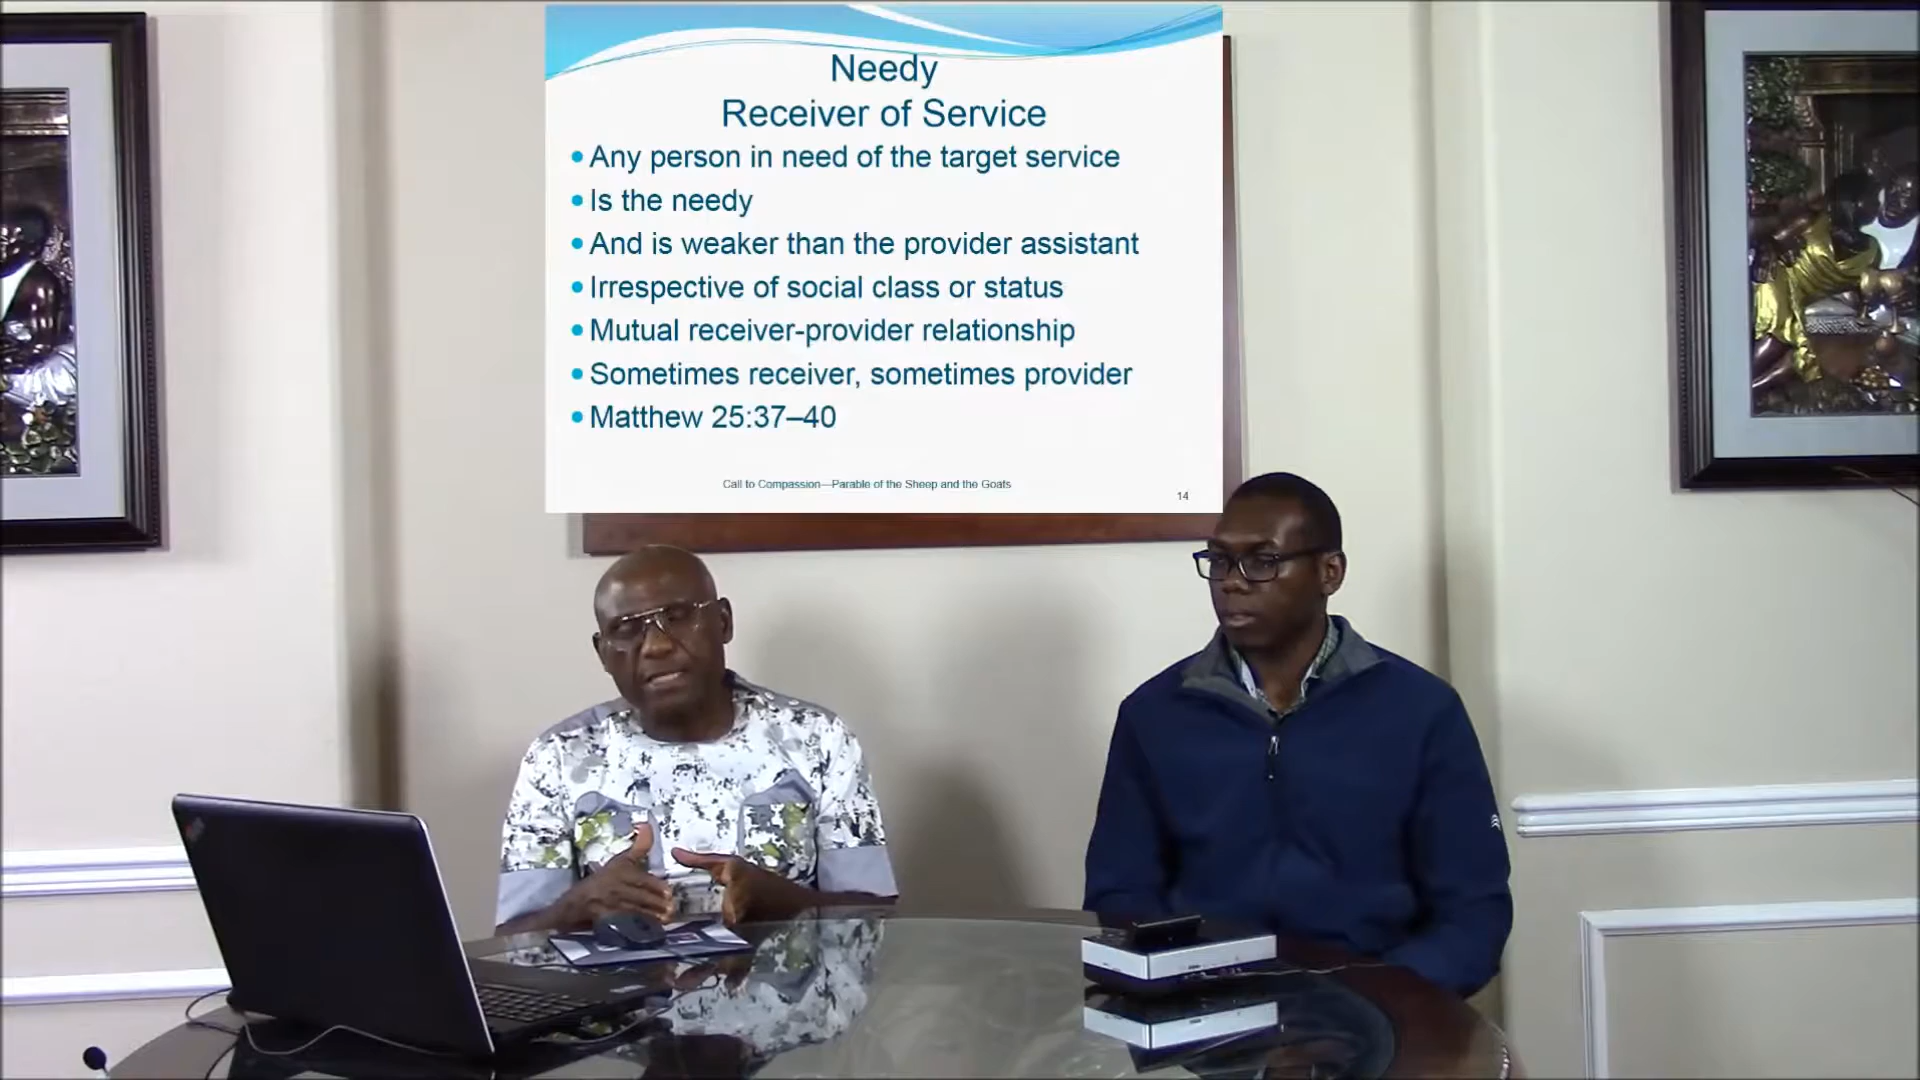 Needy
Receiver of Service
Any person in need of the target service
Is the needy
And is weaker than the provider assistant
Irrespective of social class or status
Mutual receiver-provider relationship
Sometimes receiver, sometimes provider
Matthew 25:37–40
Call to Compassion—Parable of the Sheep and the Goats
14